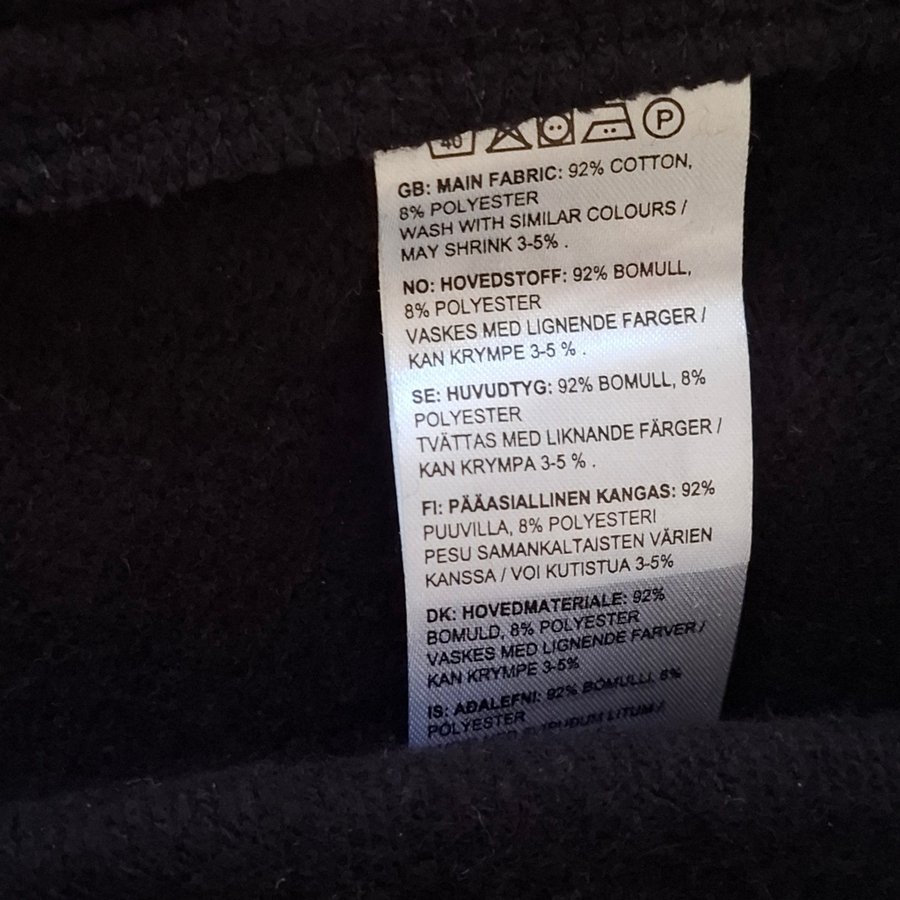 40
P
GB: MAIN FABRIC: 92% COTTON,
8% POLYESTER
WASH WITH SIMILAR COLOURS /
MAY SHRINK 3-5% .
NO: HOVEDSTOFF: 92% BOMULL,
8% POLYESTER
VASKES MED LIGNENDE FARGER /
KAN KRYMPE 3-5 % .
SE: HUVUDTYG: 92% BOMULL, 8%
POLYESTER
TVÄTTAS MED LIKNANDE FÄRGER /
KAN KRYMPA 3-5 % .
FI: PÄÄASIALLINEN KANGAS: 92%
PUUVILLA, 8% POLYESTERI
PESU SAMANKALTAISTEN VÄRIEN
KANSSA / VOI KUTISTUA 3-5%
DK: HOVEDMATERIALE: 92%
BOMULD, 8% POLYESTER
VASKES MED LIGNENDE FARVER /
KAN KRYMPE 3-5%
IS: AÐALEFNI: 92% BÓMULL, 8%
PÓLÝESTER
LITUM /